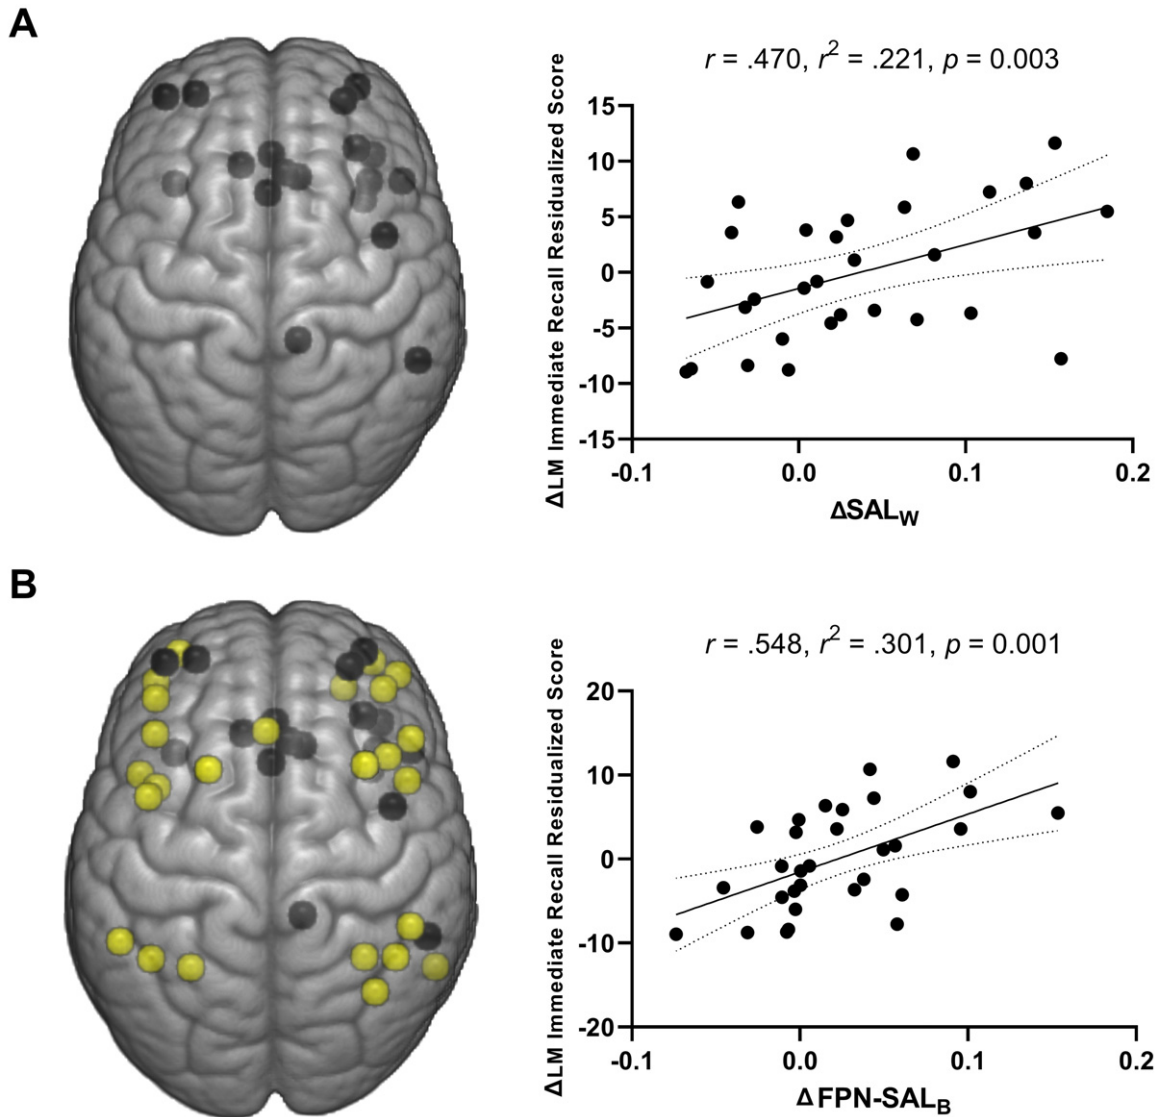 A
r = .470, r² = .221, p = 0.003
ΔLM Immediate Recall Residualized Score
15
10
5
0
-5
-10
-15
-0.1
0.0
0.1
0.2
ΔSAL_W
B
r = .548, r² = .301, p = 0.001
ΔLM Immediate Recall Residualized Score
20
10
0
-10
-20
-0.1
0.0
0.1
0.2
ΔFPN-SAL_B